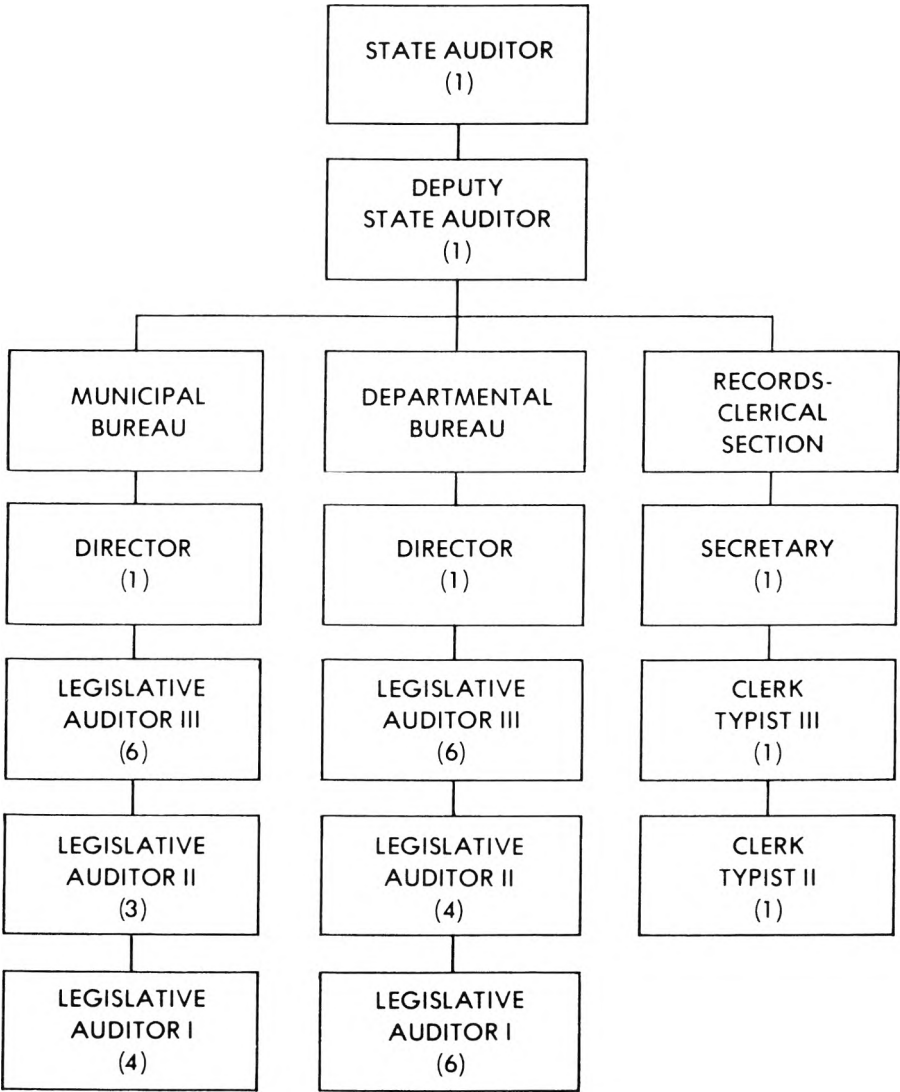 STATE AUDITOR
(1)
DEPUTY
STATE AUDITOR
(1)
MUNICIPAL
BUREAU
DEPARTMENTAL
BUREAU
RECORDS-
CLERICAL
SECTION
DIRECTOR
(1)
DIRECTOR
(1)
SECRETARY
(1)
LEGISLATIVE
AUDITOR III
(6)
LEGISLATIVE
AUDITOR III
(6)
CLERK
TYPIST III
(1)
LEGISLATIVE
AUDITOR II
(3)
LEGISLATIVE
AUDITOR II
(4)
CLERK
TYPIST II
(1)
LEGISLATIVE
AUDITOR I
(4)
LEGISLATIVE
AUDITOR I
(6)